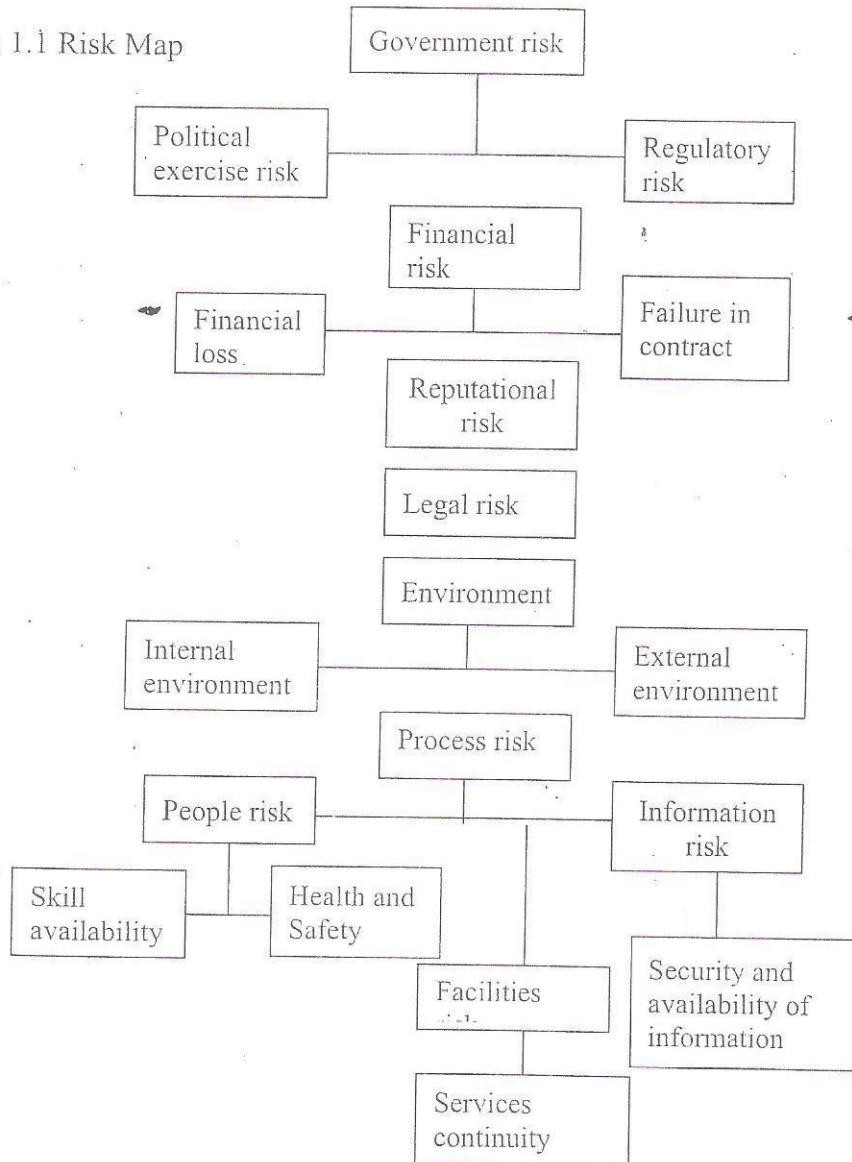 1.1 Risk Map
Government risk
Political
exercise risk
Regulatory
risk
Financial
risk
Financial
loss
Failure in
contract
Reputational
risk
Legal risk
Environment
Internal
environment
External
environment
Process risk
People risk
Information
risk
Skill
availability
Health and
Safety
Facilities
Security and
availability of
information
Services
continuity